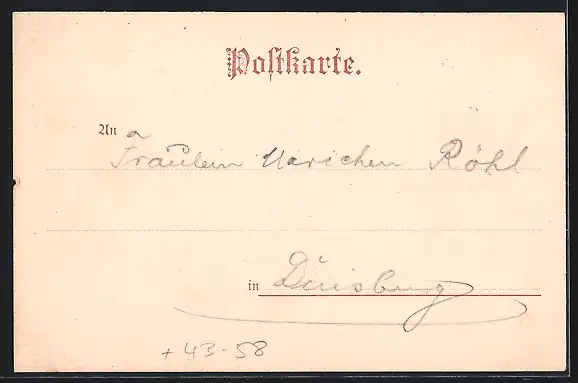 Postkarte.
An
Fräulein Marichen Röhl
in Duisburg
+ 43-58